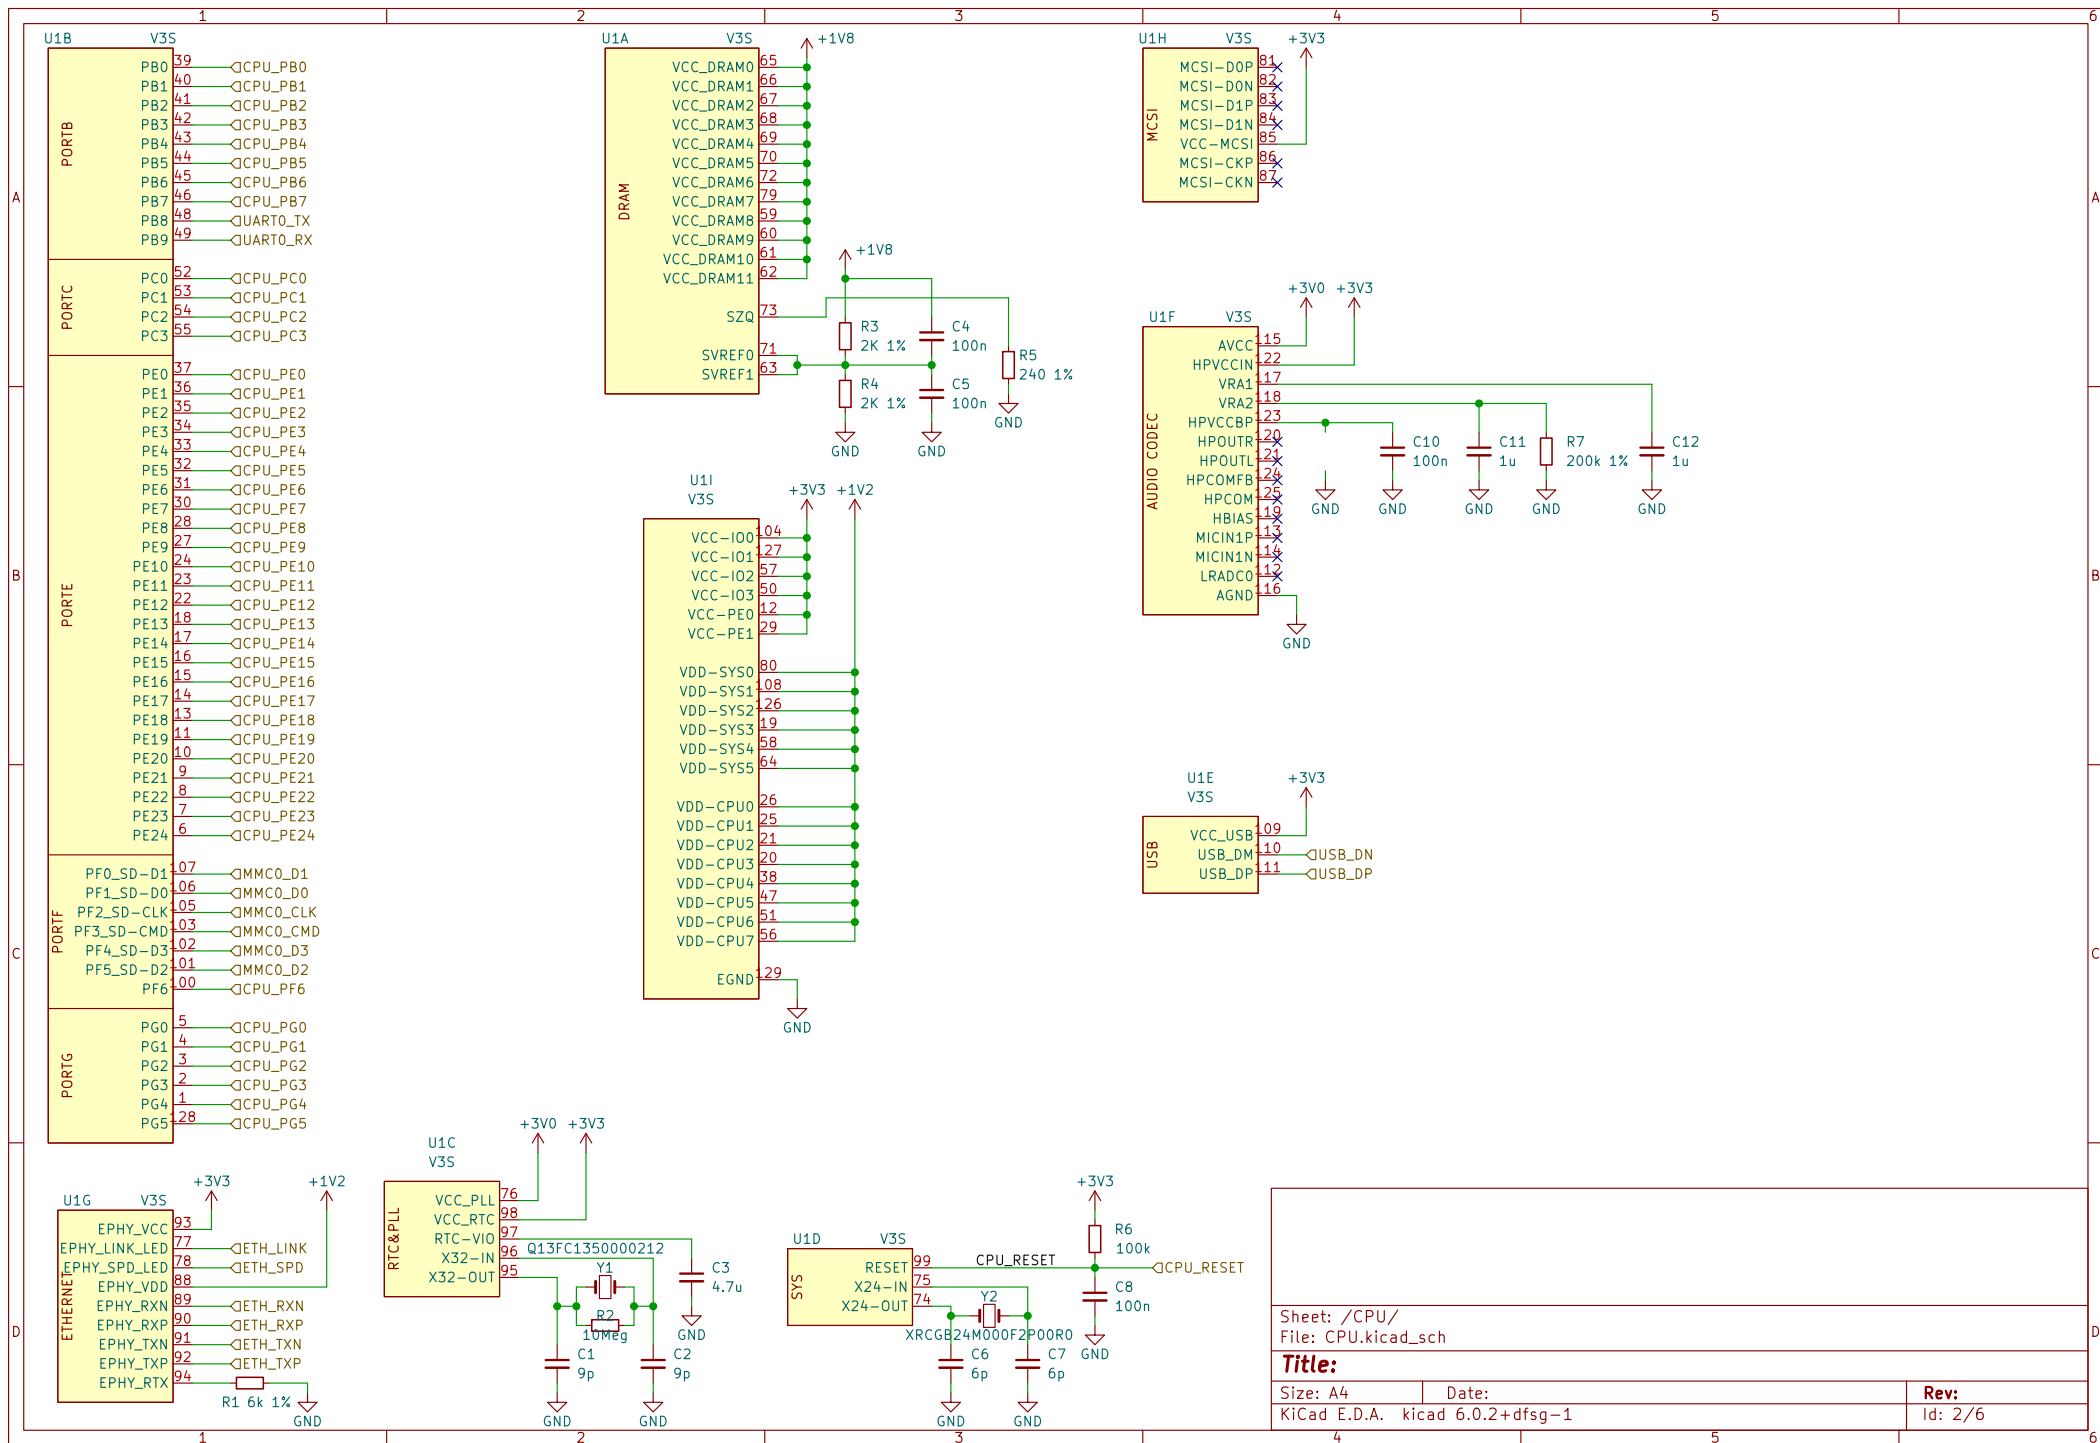 1 2 3 4 5 6
U1B V3S
PORTB
PB0 39 CPU_PB0
PB1 40 CPU_PB1
PB2 41 CPU_PB2
PB3 42 CPU_PB3
PB4 43 CPU_PB4
PB5 44 CPU_PB5
PB6 45 CPU_PB6
PB7 46 CPU_PB7
PB8 48 UART0_TX
PB9 49 UART0_RX
PORTC
PC0 52 CPU_PC0
PC1 53 CPU_PC1
PC2 54 CPU_PC2
PC3 55 CPU_PC3
PORTE
PE0 37 CPU_PE0
PE1 36 CPU_PE1
PE2 35 CPU_PE2
PE3 34 CPU_PE3
PE4 33 CPU_PE4
PE5 32 CPU_PE5
PE6 31 CPU_PE6
PE7 30 CPU_PE7
PE8 28 CPU_PE8
PE9 27 CPU_PE9
PE10 24 CPU_PE10
PE11 23 CPU_PE11
PE12 22 CPU_PE12
PE13 18 CPU_PE13
PE14 17 CPU_PE14
PE15 16 CPU_PE15
PE16 15 CPU_PE16
PE17 14 CPU_PE17
PE18 13 CPU_PE18
PE19 11 CPU_PE19
PE20 10 CPU_PE20
PE21 9 CPU_PE21
PE22 8 CPU_PE22
PE23 7 CPU_PE23
PE24 6 CPU_PE24
PORTF
PF0_SD-D1 107 MMC0_D1
PF1_SD-D0 106 MMC0_D0
PF2_SD-CLK 105 MMC0_CLK
PF3_SD-CMD 103 MMC0_CMD
PF4_SD-D3 102 MMC0_D3
PF5_SD-D2 101 MMC0_D2
PF6 100 CPU_PF6
PORTG
PG0 5 CPU_PG0
PG1 4 CPU_PG1
PG2 3 CPU_PG2
PG3 2 CPU_PG3
PG4 1 CPU_PG4
PG5 128 CPU_PG5
U1A V3S
+1V8
DRAM
VCC_DRAM0 65
VCC_DRAM1 66
VCC_DRAM2 67
VCC_DRAM3 68
VCC_DRAM4 69
VCC_DRAM5 70
VCC_DRAM6 72
VCC_DRAM7 79
VCC_DRAM8 59
VCC_DRAM9 60
VCC_DRAM10 61
VCC_DRAM11 62
SZQ 73
SVREF0 71
SVREF1 63
+1V8
R3
2K 1%
C4
100n
R5
240 1%
R4
2K 1%
C5
100n
GND
GND
GND
U1I
V3S
+3V3 +1V2
VCC-IO0 104
VCC-IO1 127
VCC-IO2 57
VCC-IO3 50
VCC-PE0 12
VCC-PE1 29
VDD-SYS0 80
VDD-SYS1 108
VDD-SYS2 126
VDD-SYS3 19
VDD-SYS4 58
VDD-SYS5 64
VDD-CPU0 26
VDD-CPU1 25
VDD-CPU2 21
VDD-CPU3 20
VDD-CPU4 38
VDD-CPU5 47
VDD-CPU6 51
VDD-CPU7 56
EGND 129
GND
U1H V3S
+3V3
MCSI
MCSI-D0P 81
MCSI-D0N 82
MCSI-D1P 83
MCSI-D1N 84
VCC-MCSI 85
MCSI-CKP 86
MCSI-CKN 87
+3V0 +3V3
U1F V3S
AUDIO CODEC
AVCC 115
HPVCCIN 122
VRA1 117
VRA2 118
HPVCCBP 123
HPOUTR 120
HPOUTL 121
HPCOMFB 124
HPCOM 125
HBIAS 119
MICIN1P 113
MICIN1N 114
LRADC0 112
AGND 116
C10
100n
C11
1u
R7
200k 1%
C12
1u
GND GND GND GND GND
GND
U1E
V3S
+3V3
USB
VCC_USB 109
USB_DM 110 USB_DN
USB_DP 111 USB_DP
U1G V3S
+3V3 +1V2
ETHERNET
EPHY_VCC 93
EPHY_LINK_LED 77 ETH_LINK
EPHY_SPD_LED 78 ETH_SPD
EPHY_VDD 88
EPHY_RXN 89 ETH_RXN
EPHY_RXP 90 ETH_RXP
EPHY_TXN 91 ETH_TXN
EPHY_TXP 92 ETH_TXP
EPHY_RTX 94
R1 6k 1%
GND
U1C
V3S
+3V0 +3V3
RTC&PLL
VCC_PLL 76
VCC_RTC 98
RTC-VIO 97
X32-IN 96
X32-OUT 95
Q13FC1350000212
Y1
R2
10Meg
C3
4.7u
GND
C1
9p
C2
9p
GND GND
U1D V3S
SYS
RESET 99
X24-IN 75
X24-OUT 74
CPU_RESET
+3V3
R6
100k
CPU_RESET
C8
100n
GND
Y2
XRCGB24M000F2P00R0
C6
6p
C7
6p
GND GND
Sheet: /CPU/
File: CPU.kicad_sch
Title:
Size: A4 Date: Rev:
KiCad E.D.A. kicad 6.0.2+dfsg-1 Id: 2/6
A B C D
A B C D
1 2 3 4 5 6